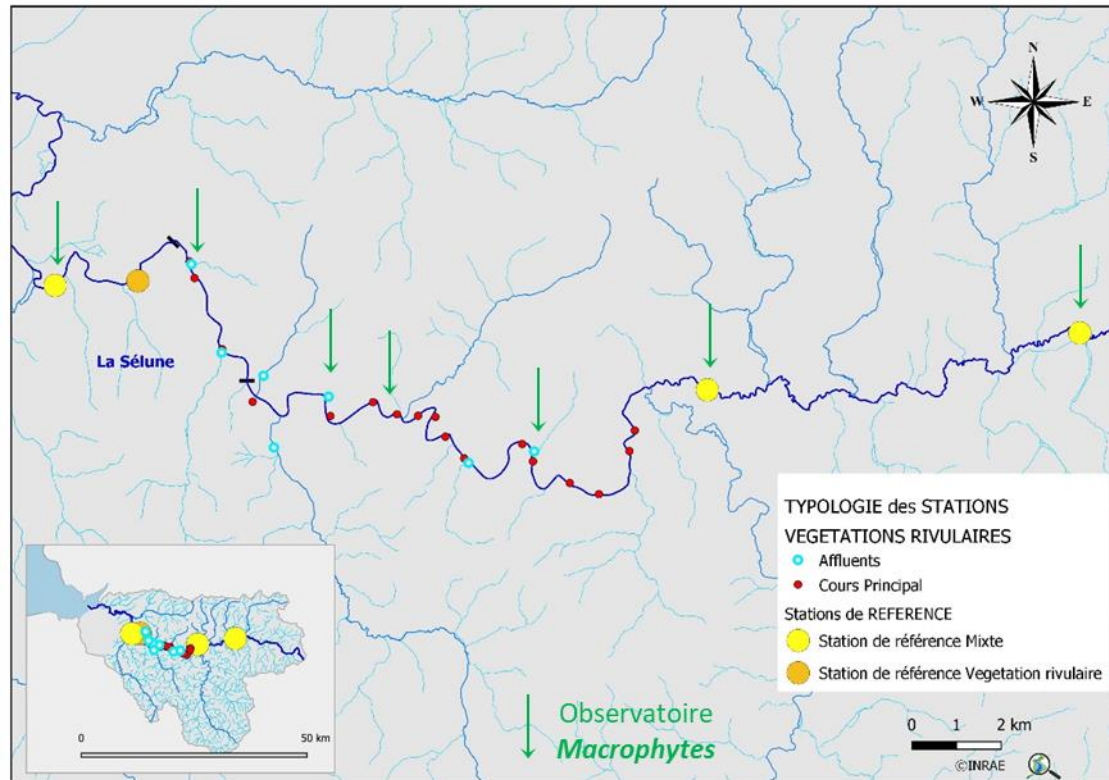 N
W
E
S
La Sélune
TYPOLOGIE des STATIONS
VEGETATIONS RIVULAIRES
Affluents
Cours Principal
Stations de REFERENCE
Station de référence Mixte
Station de référence Vegetation rivulaire
0
50 km
Observatoire
Macrophytes
0 1 2 km
©INRAE